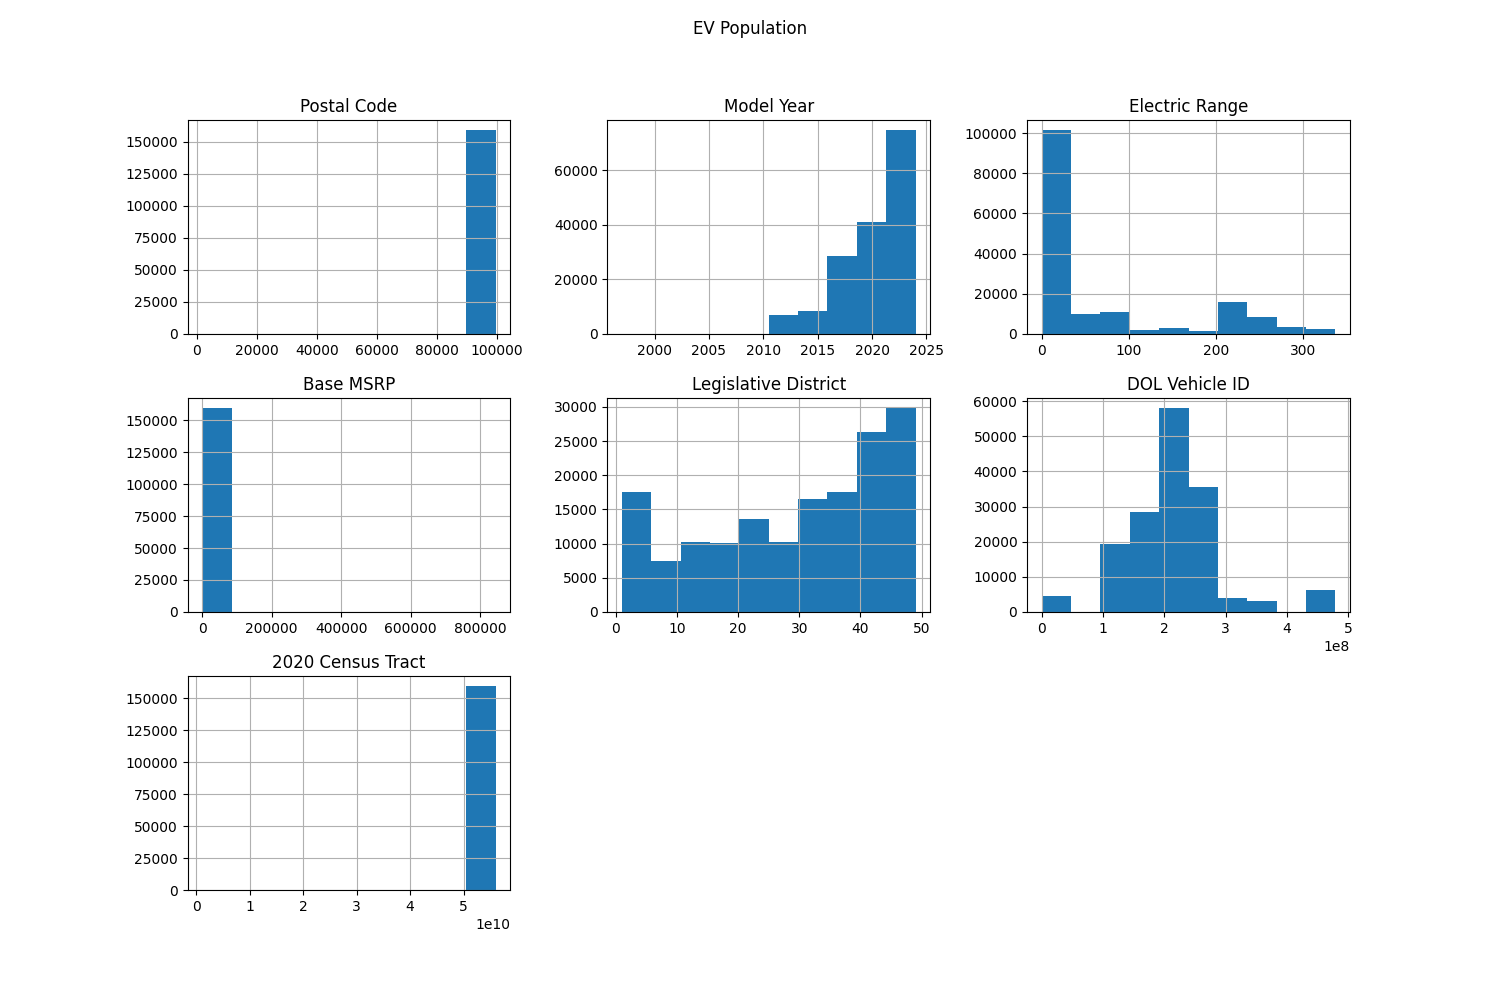 EV Population
Postal Code
150000
125000
100000
75000
50000
25000
0
0 20000 40000 60000 80000 100000
Model Year
60000
40000
20000
0
2000 2005 2010 2015 2020 2025
Electric Range
100000
80000
60000
40000
20000
0
0 100 200 300
Base MSRP
150000
125000
100000
75000
50000
25000
0
0 200000 400000 600000 800000
Legislative District
30000
25000
20000
15000
10000
5000
0
0 10 20 30 40 50
DOL Vehicle ID
60000
50000
40000
30000
20000
10000
0
0 1 2 3 4 5
1e8
2020 Census Tract
150000
125000
100000
75000
50000
25000
0
0 1 2 3 4 5
1e10